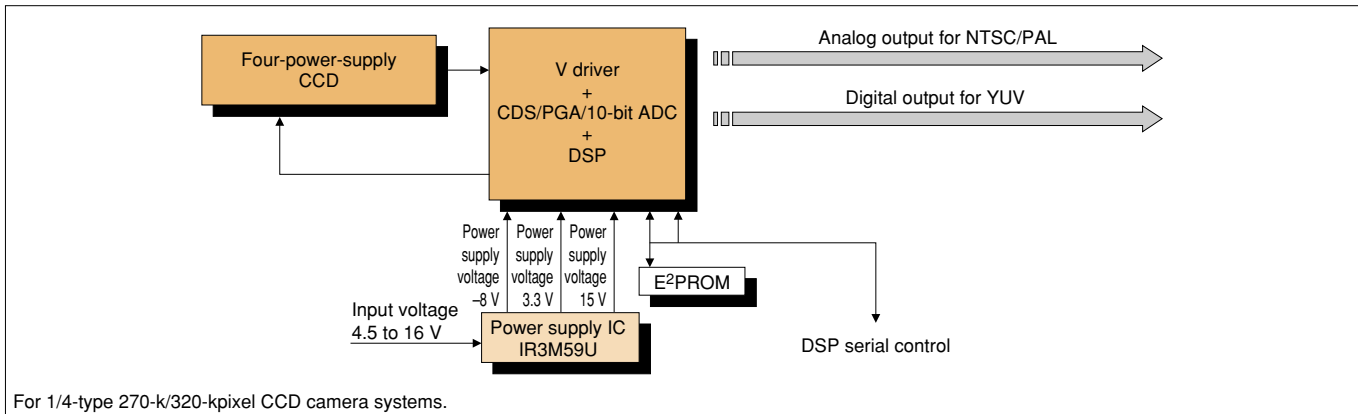 Four-power-supply
CCD
V driver
+
CDS/PGA/10-bit ADC
+
DSP
Analog output for NTSC/PAL
Digital output for YUV
Power
supply
voltage
–8 V
Power
supply
voltage
3.3 V
Power
supply
voltage
15 V
E²PROM
Input voltage
4.5 to 16 V
Power supply IC
IR3M59U
DSP serial control
For 1/4-type 270-k/320-kpixel CCD camera systems.